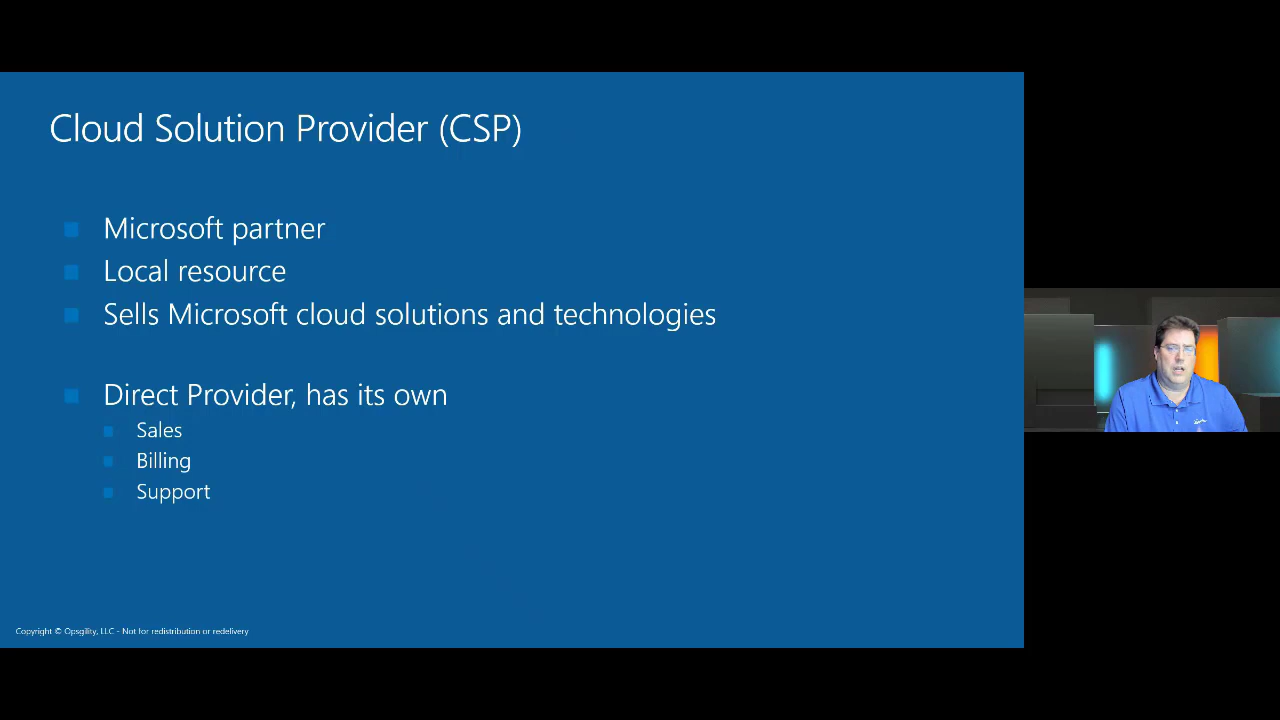 Cloud Solution Provider (CSP)
Microsoft partner
Local resource
Sells Microsoft cloud solutions and technologies
Direct Provider, has its own
Sales
Billing
Support
Copyright © Opsgility, LLC - Not for redistribution or redelivery